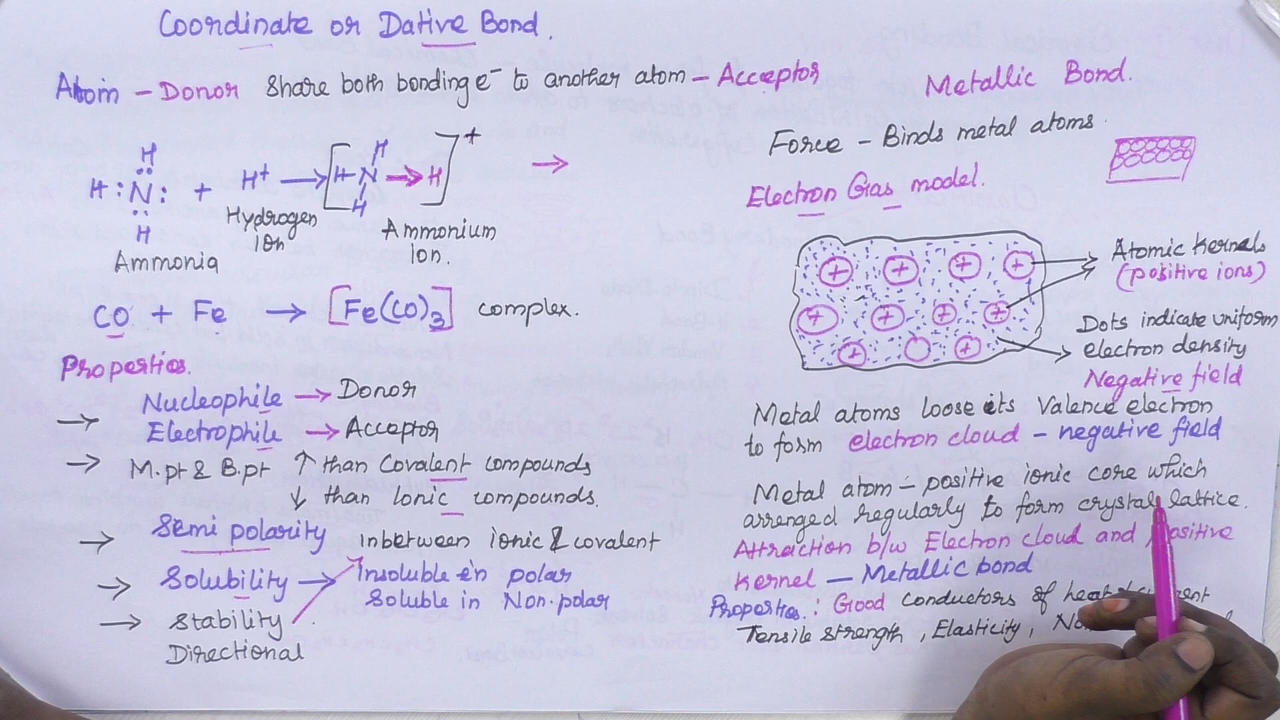 Coordinate or Dative Bond.
Atom - Donor Share both bonding e⁻ to another atom - Acceptor
H
H : N : + H⁺ → [H-N→H]⁺ →
H
H
H
Hydrogen Ion
Ammonia
Ammonium Ion.
CO + Fe → [Fe(CO)3] complex.
Properties.
→ Nucleophile → Donor
Electrophile → Acceptor
→ M.pt & B.pt ↑ than Covalent compounds
↓ than Ionic compounds.
→ Semi polarity Inbetween ionic & covalent
→ Solubility → Insoluble in polar
Soluble in Non.polar
→ Stability
Directional
Metallic Bond.
Force - Binds metal atoms.
Electron Gas model.
+ + + +
+ + + +
+ +
Atomic Kernels
(positive ions)
Dots indicate uniform
electron density
Negative field
Metal atoms loose its Valence electron
to form electron cloud - negative field
Metal atom - positive ionic core which
arrenged regularly to form crystal lattice.
Attraction b/w Electron cloud and positive
Kernel - Metallic bond
Properties : Good conductors of heat
Tensile strength, Elasticity,